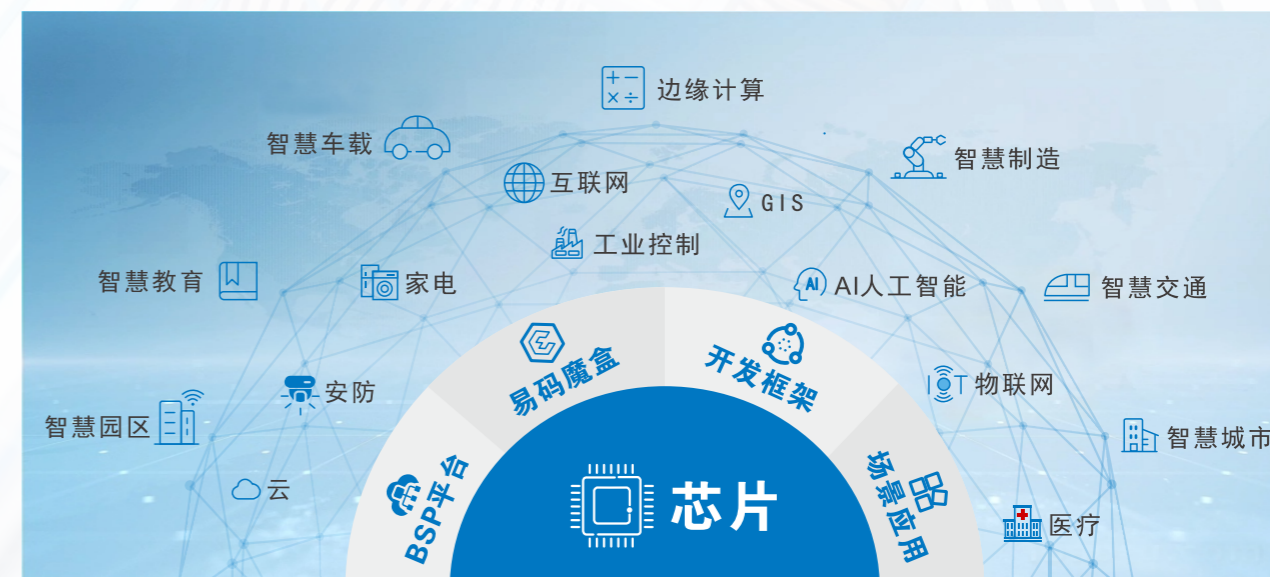 边缘计算
智慧车载
智慧制造
互联网
GIS
工业控制
智慧教育
家电
AI
AI人工智能
智慧交通
易码魔盒
开发框架
安防
IOT
物联网
智慧园区
智慧城市
云
BSP平台
芯片
场景应用
医疗